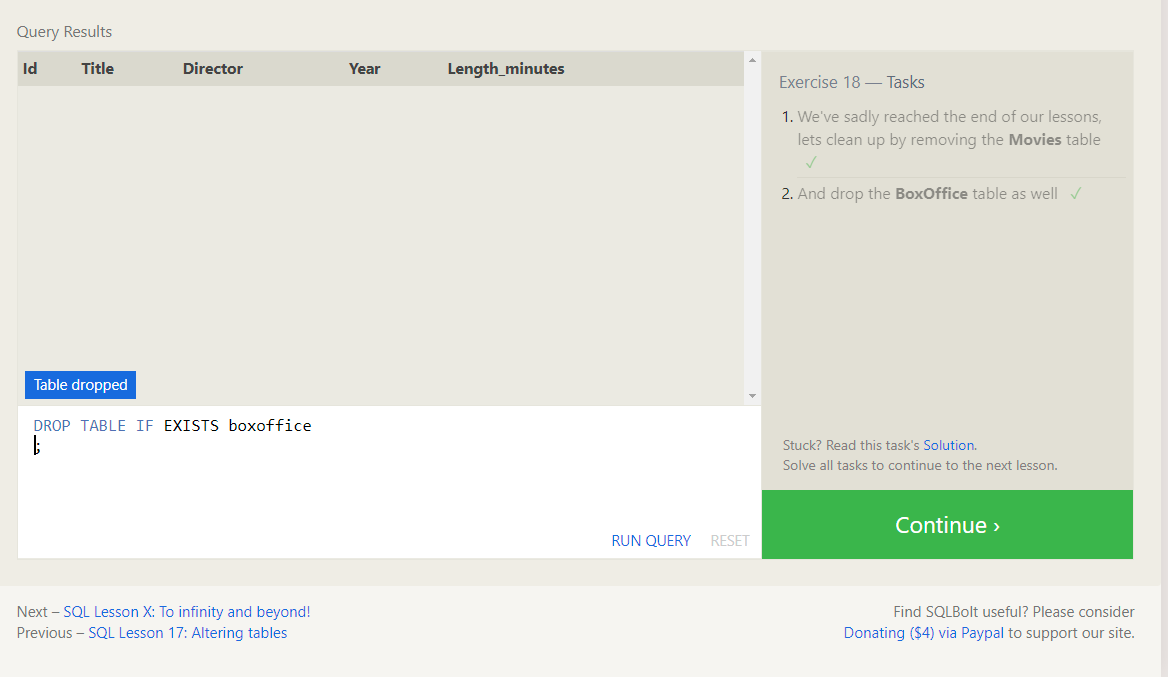 Query Results
Id Title Director Year Length_minutes
Table dropped
DROP TABLE IF EXISTS boxoffice
;
RUN QUERY RESET
Exercise 18 — Tasks
1. We've sadly reached the end of our lessons,
lets clean up by removing the Movies table
✓
2. And drop the BoxOffice table as well ✓
Stuck? Read this task's Solution.
Solve all tasks to continue to the next lesson.
Continue ›
Next – SQL Lesson X: To infinity and beyond!
Previous – SQL Lesson 17: Altering tables
Find SQLBolt useful? Please consider
Donating ($4) via Paypal to support our site.